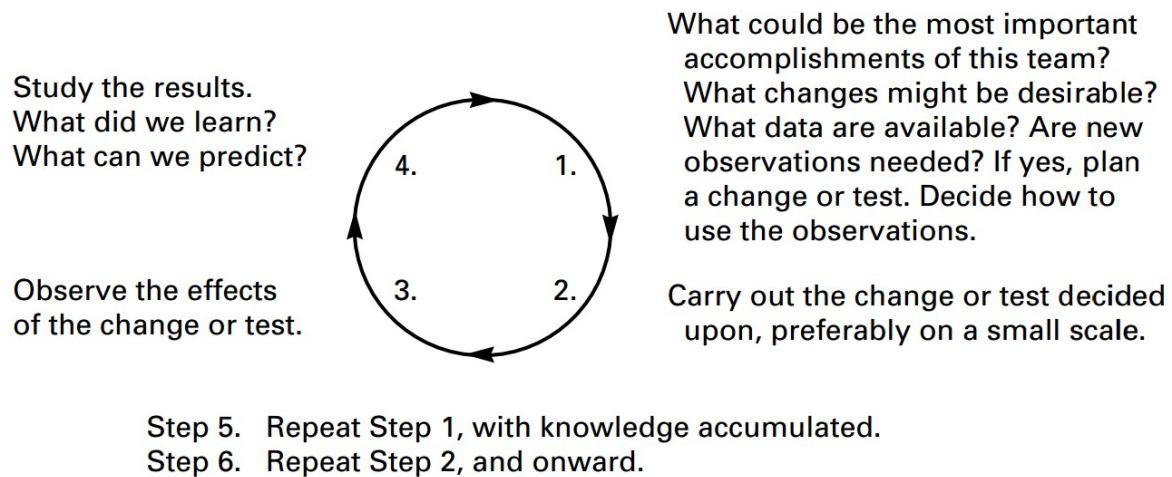 What could be the most important
accomplishments of this team?
What changes might be desirable?
What data are available? Are new
observations needed? If yes, plan
a change or test. Decide how to
use the observations.
Study the results.
What did we learn?
What can we predict?
4.
1.
3.
2.
Observe the effects
of the change or test.
Carry out the change or test decided
upon, preferably on a small scale.
Step 5. Repeat Step 1, with knowledge accumulated.
Step 6. Repeat Step 2, and onward.